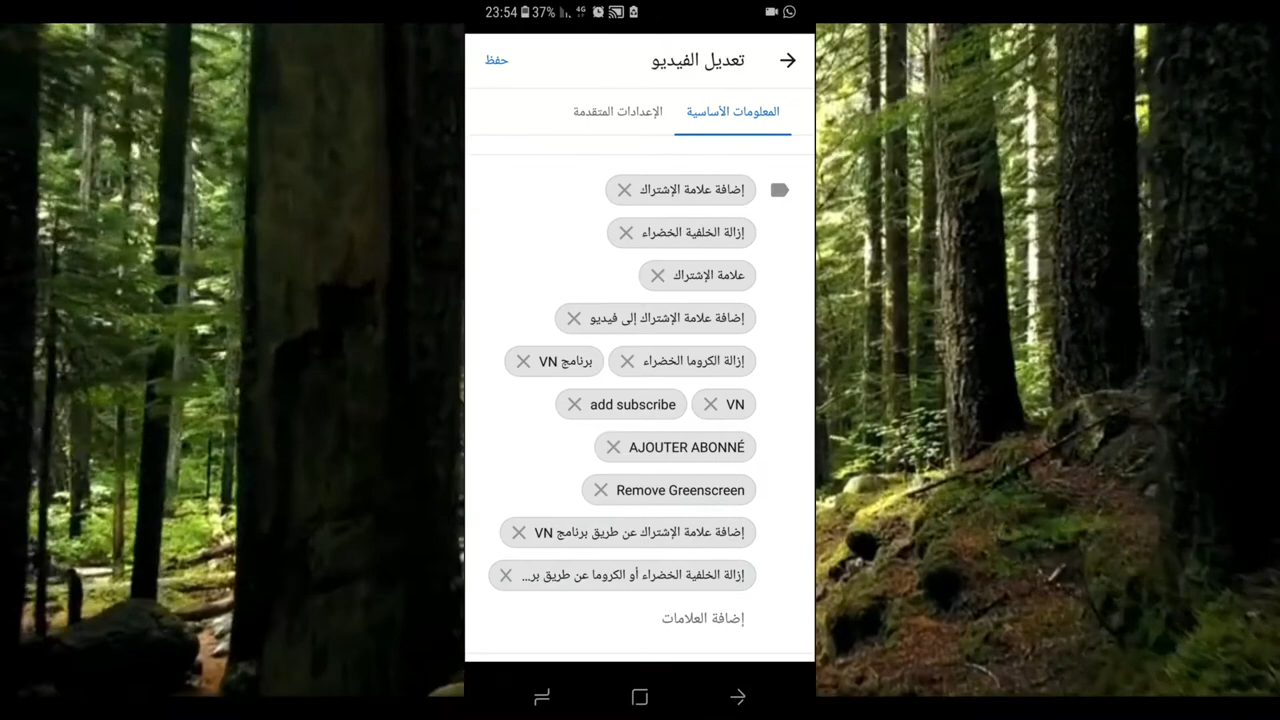 23:54 37% 4G
تعديل الفيديو حفظ
المعلومات الأساسية الإعدادات المتقدمة
إضافة علامة الإشتراك
إزالة الخلفية الخضراء
علامة الإشتراك
إضافة علامة الإشتراك إلى فيديو
إزالة الكروما الخضراء برنامج VN
VN add subscribe
AJOUTER ABONNÉ
Remove Greenscreen
إضافة علامة الإشتراك عن طريق برنامج VN
إزالة الخلفية الخضراء أو الكروما عن طريق بر...
إضافة العلامات